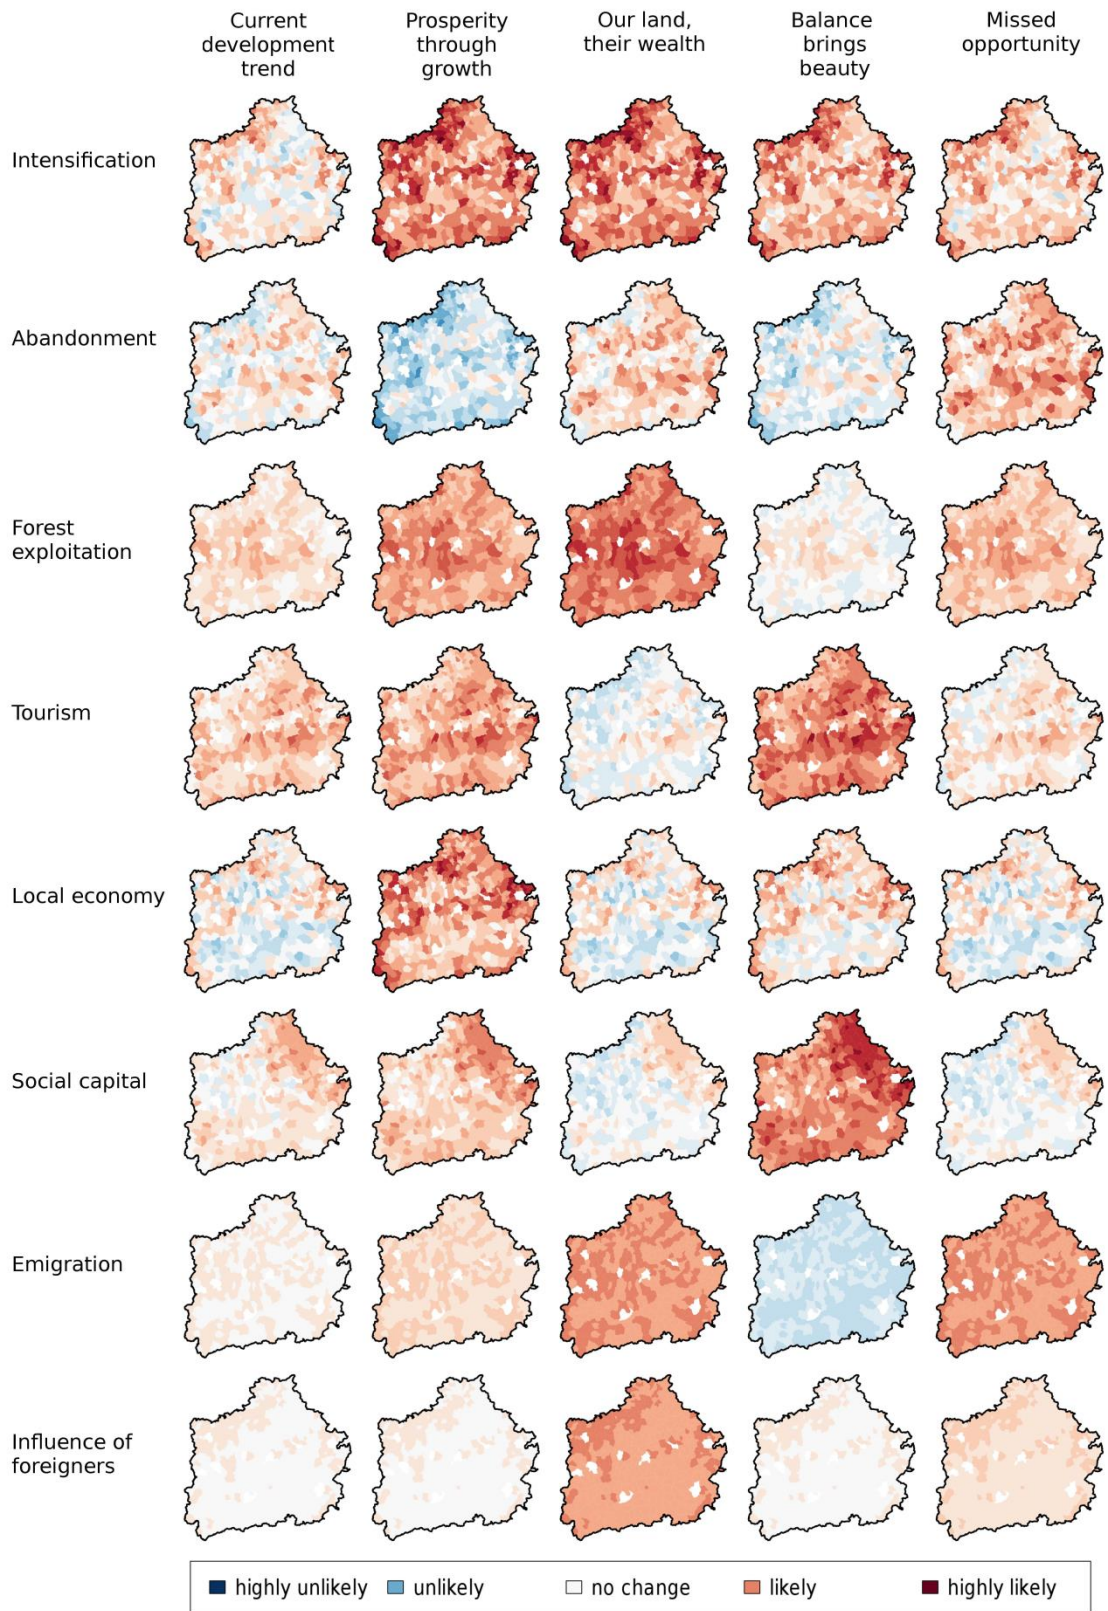 Current
development
trend
Prosperity
through
growth
Our land,
their wealth
Balance
brings
beauty
Missed
opportunity
Intensification
Abandonment
Forest
exploitation
Tourism
Local economy
Social capital
Emigration
Influence of
foreigners
highly unlikely unlikely no change likely highly likely